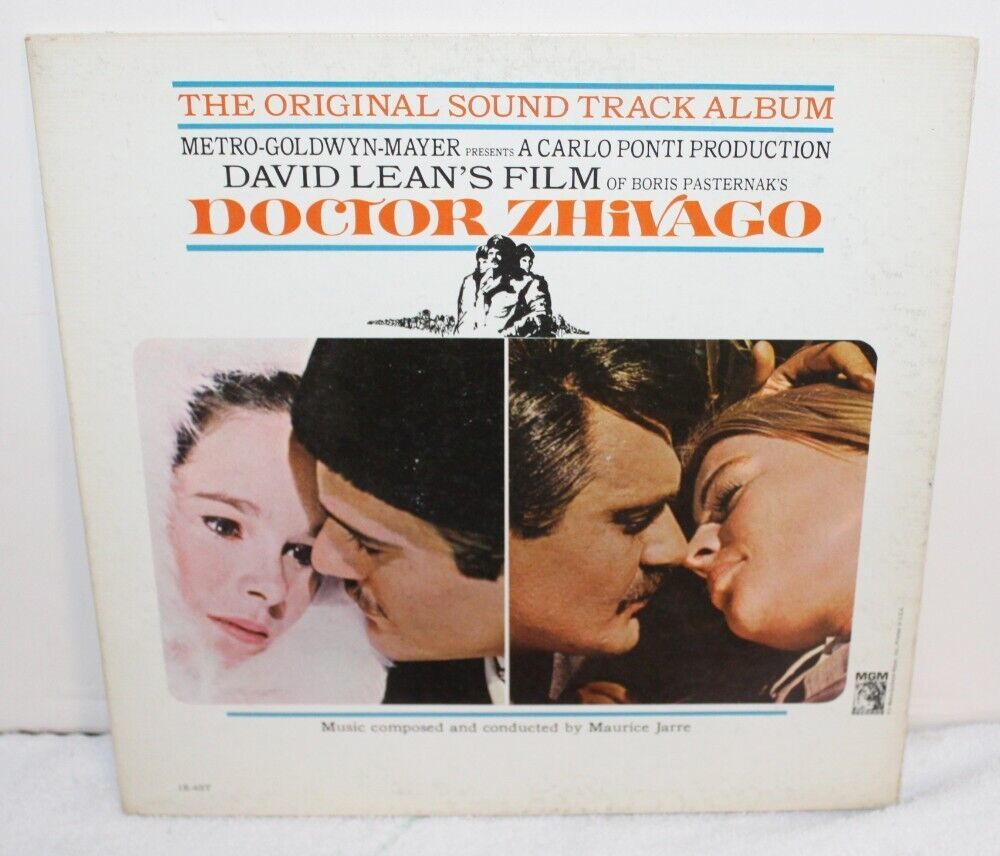 THE ORIGINAL SOUND TRACK ALBUM
METRO-GOLDWYN-MAYER PRESENTS A CARLO PONTI PRODUCTION
DAVID LEAN'S FILM OF BORIS PASTERNAK'S
DOCTOR ZHiVAGO
MGM
Music composed and conducted by Maurice Jarre